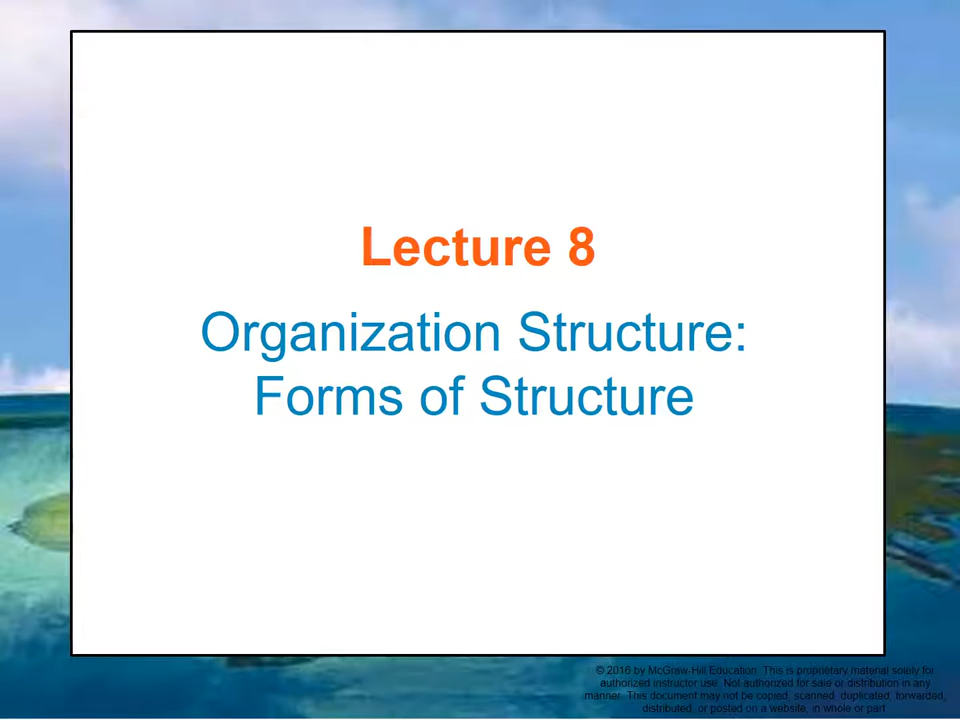 Lecture 8
Organization Structure:
Forms of Structure
© 2016 by McGraw-Hill Education. This is proprietary material solely for
authorized instructor use. Not authorized for sale or distribution in any
manner. This document may not be copied, scanned, duplicated, forwarded,
distributed, or posted on a website, in whole or part.